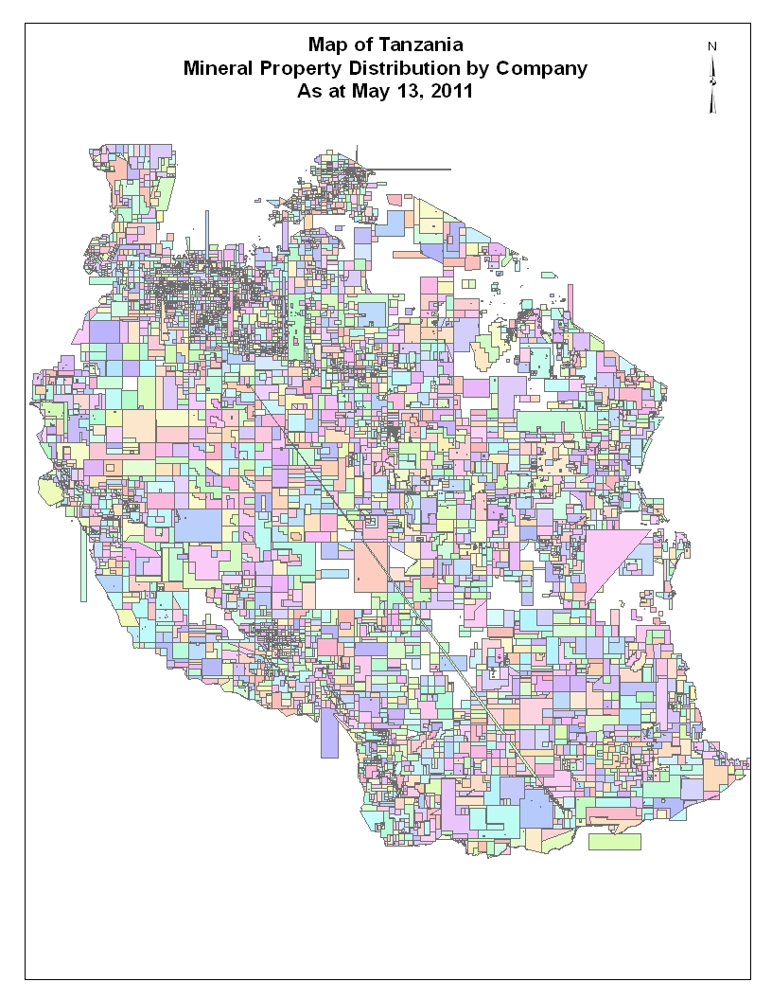 Map of Tanzania
Mineral Property Distribution by Company
As at May 13, 2011
N